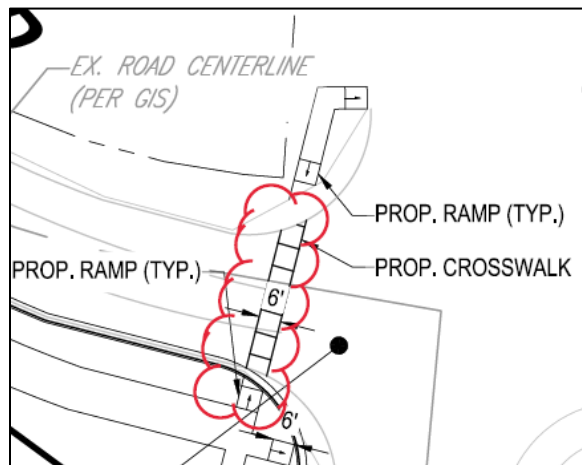 EX. ROAD CENTERLINE
(PER GIS)
PROP. RAMP (TYP.)
PROP. CROSSWALK
PROP. RAMP (TYP.)
6'
6'